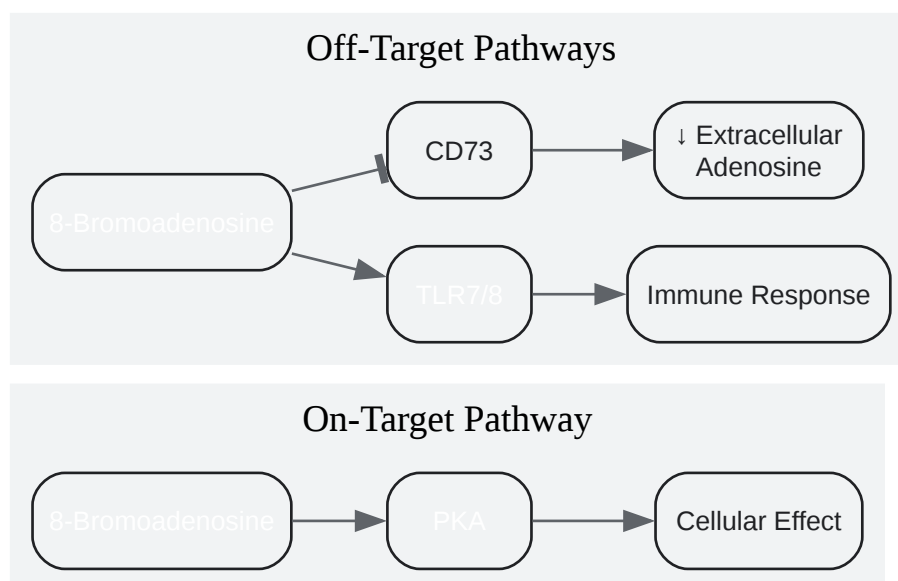 Off-Target Pathways
CD73
↓ Extracellular
Adenosine
8-Bromoadenosine
TLR7/8
Immune Response
On-Target Pathway
8-Bromoadenosine
PKA
Cellular Effect